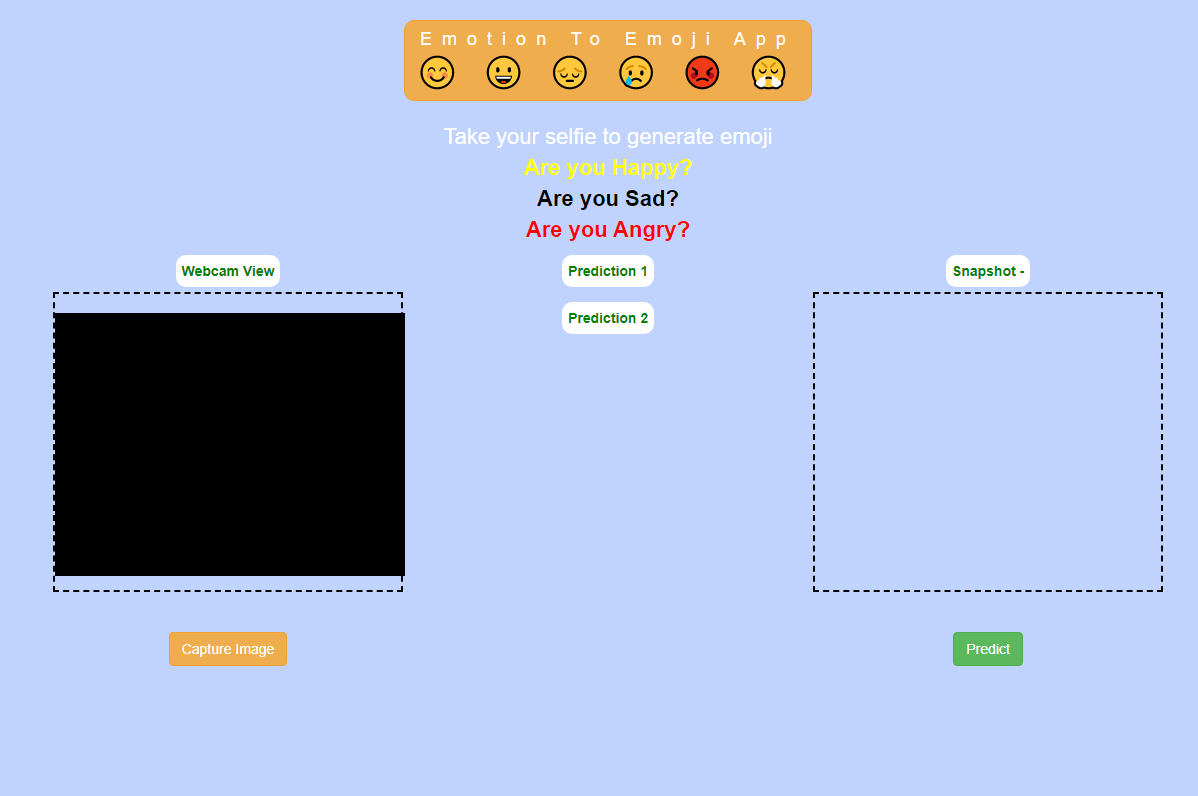 Emotion To Emoji App
😊 😀 😔 😢 😡 😤
Take your selfie to generate emoji
Are you Happy?
Are you Sad?
Are you Angry?
Webcam View
Prediction 1
Snapshot -
Prediction 2
Capture Image
Predict